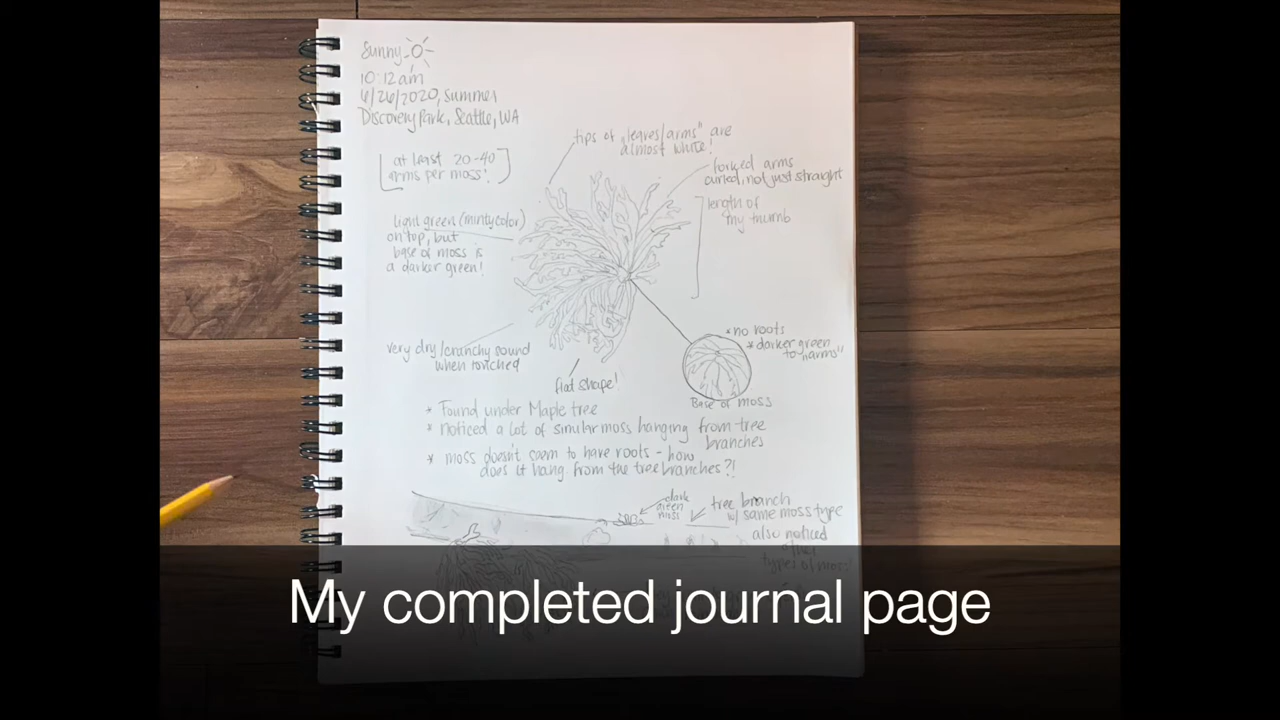 Sunny
10:12am
6/26/2020, summer
Discovery Park, Seattle, WA
tips of "leaves/arms" are
almost white!
at least 20-40
arms per moss!
forked arms
curled, not just straight
length of
my thumb
light green (minty color)
on top, but
base of moss is
a darker green!
*no roots
*darker green
to "arms"
very dry/crunchy sound
when touched
flad shape!
Base of moss
* Found under Maple tree
* noticed a lot of simular moss hanging from tree
branches
* moss doesn't seem to have roots - how
does it hang from the tree branches?!
dark
green
moss
tree branch
w/ same moss type
also noticed
other
types of moss!
My completed journal page